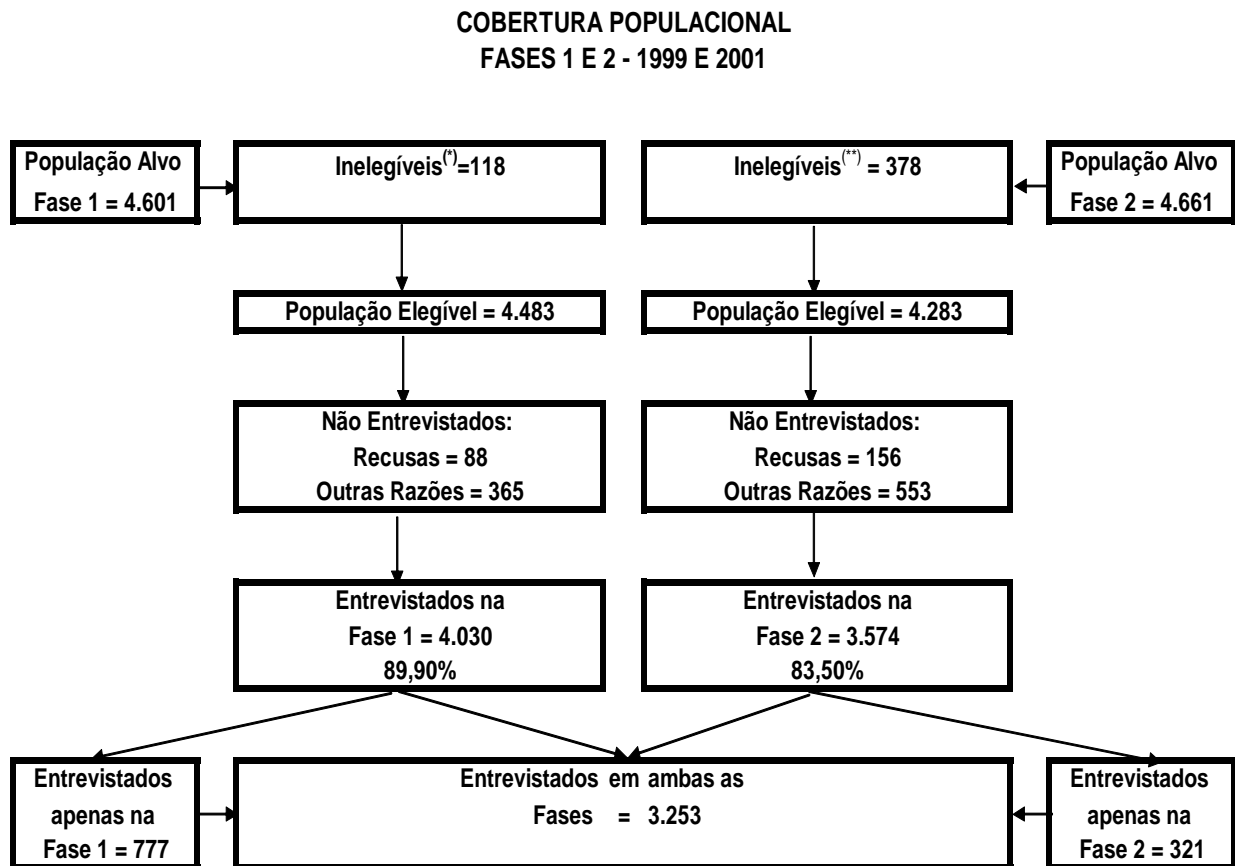 COBERTURA POPULACIONAL
FASES 1 E 2 - 1999 E 2001
População Alvo
Fase 1 = 4.601
Inelegíveis(*)=118
Inelegíveis(**) = 378
População Alvo
Fase 2 = 4.661
População Elegível = 4.483
População Elegível = 4.283
Não Entrevistados:
Recusas = 88
Outras Razões = 365
Não Entrevistados:
Recusas = 156
Outras Razões = 553
Entrevistados na
Fase 1 = 4.030
89,90%
Entrevistados na
Fase 2 = 3.574
83,50%
Entrevistados
apenas na
Fase 1 = 777
Entrevistados em ambas as
Fases = 3.253
Entrevistados
apenas na
Fase 2 = 321